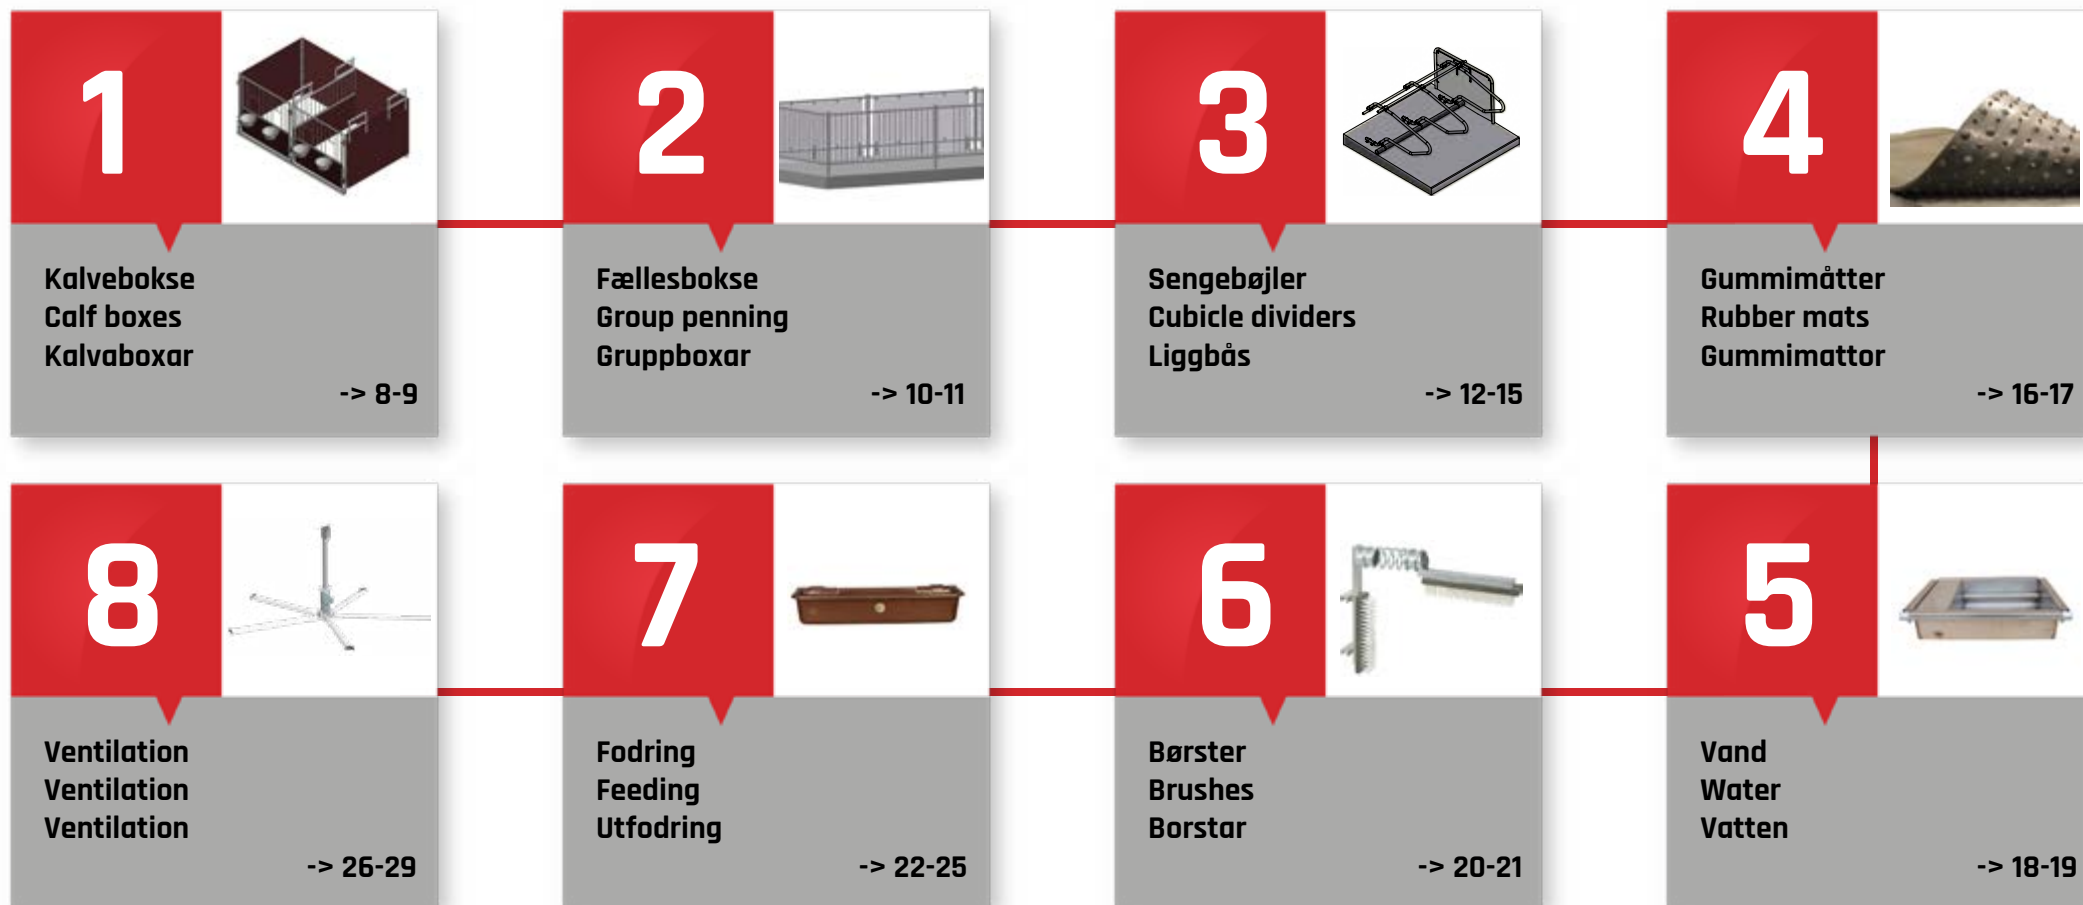 1
Kalvebokse
Calf boxes
Kalvaboxar
-> 8-9
2
Fællesbokse
Group penning
Gruppboxar
-> 10-11
3
Sengebøjler
Cubicle dividers
Liggbås
-> 12-15
4
Gummimåtter
Rubber mats
Gummimattor
-> 16-17
8
Ventilation
Ventilation
Ventilation
-> 26-29
7
Fodring
Feeding
Utfodring
-> 22-25
6
Børster
Brushes
Borstar
-> 20-21
5
Vand
Water
Vatten
-> 18-19